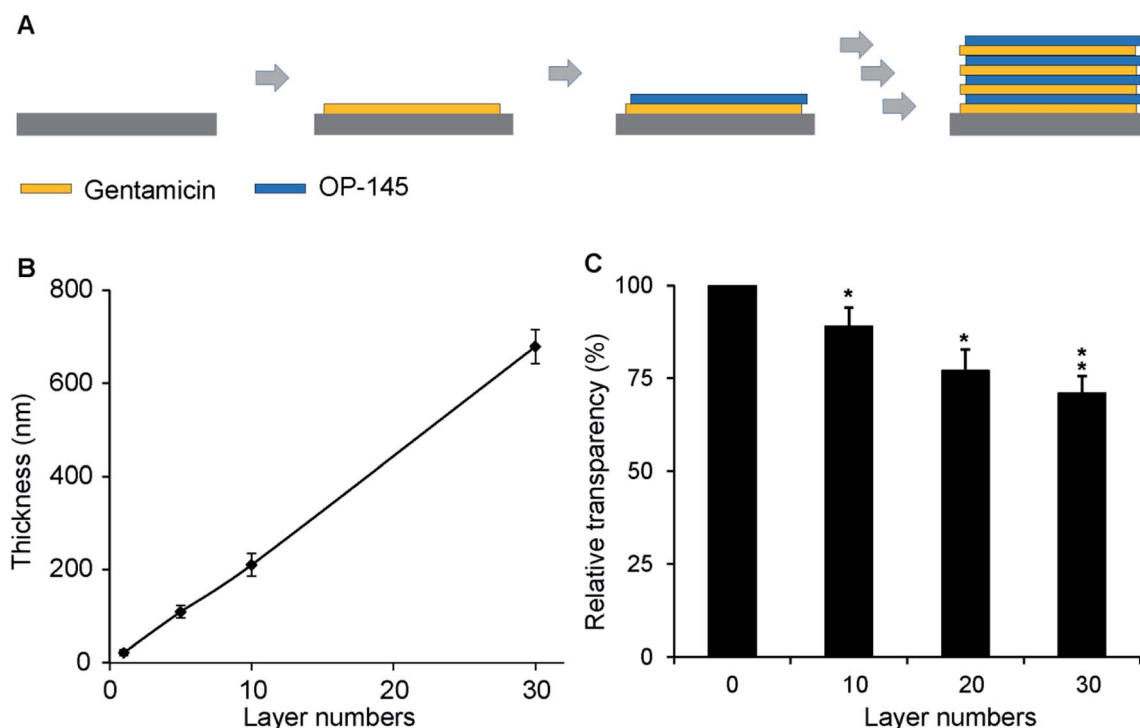 A
Gentamicin
OP-145
B
800
600
400
200
0
Thickness (nm)
0 10 20 30
Layer numbers
C
100
75
50
25
0
Relative transparency (%)
*
*
*
*
0 10 20 30
Layer numbers